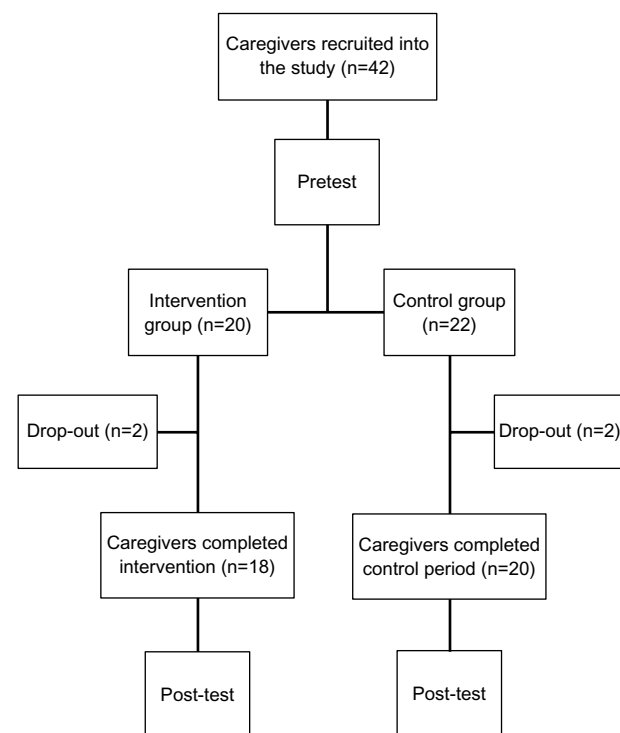 Caregivers recruited into
the study (n=42)
Pretest
Intervention
group (n=20)
Control group
(n=22)
Drop-out (n=2)
Drop-out (n=2)
Caregivers completed
intervention (n=18)
Caregivers completed
control period (n=20)
Post-test
Post-test